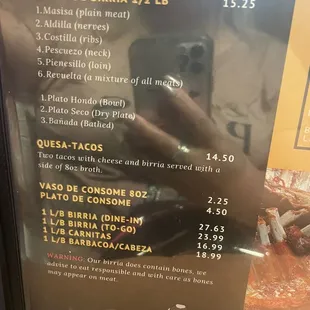 BIRRIA 1/2 LB 15.25
1.Masisa (plain meat)
2.Aldilla (nerves)
3.Costilla (ribs)
4.Pescuezo (neck)
5.Pienesillo (loin)
6.Revuelta (a mixture of all meats)
1.Plato Hondo (Bowl)
2.Plato Seco (Dry Plate)
3.Bañada (Bathed)
QUESA-TACOS 14.50
Two tacos with cheese and birria served with a
side of 8oz broth.
VASO DE CONSOME 8OZ 2.25
PLATO DE CONSOME 4.50
1 L/B BIRRIA (DINE-IN) 27.63
1 L/B BIRRIA (TO-GO) 23.99
1 L/B CARNITAS 16.99
1 L/B BARBACOA/CABEZA 18.99
WARNING: Our birria does contain bones, we
advise to eat responsible and with care as bones
may appear on meat.